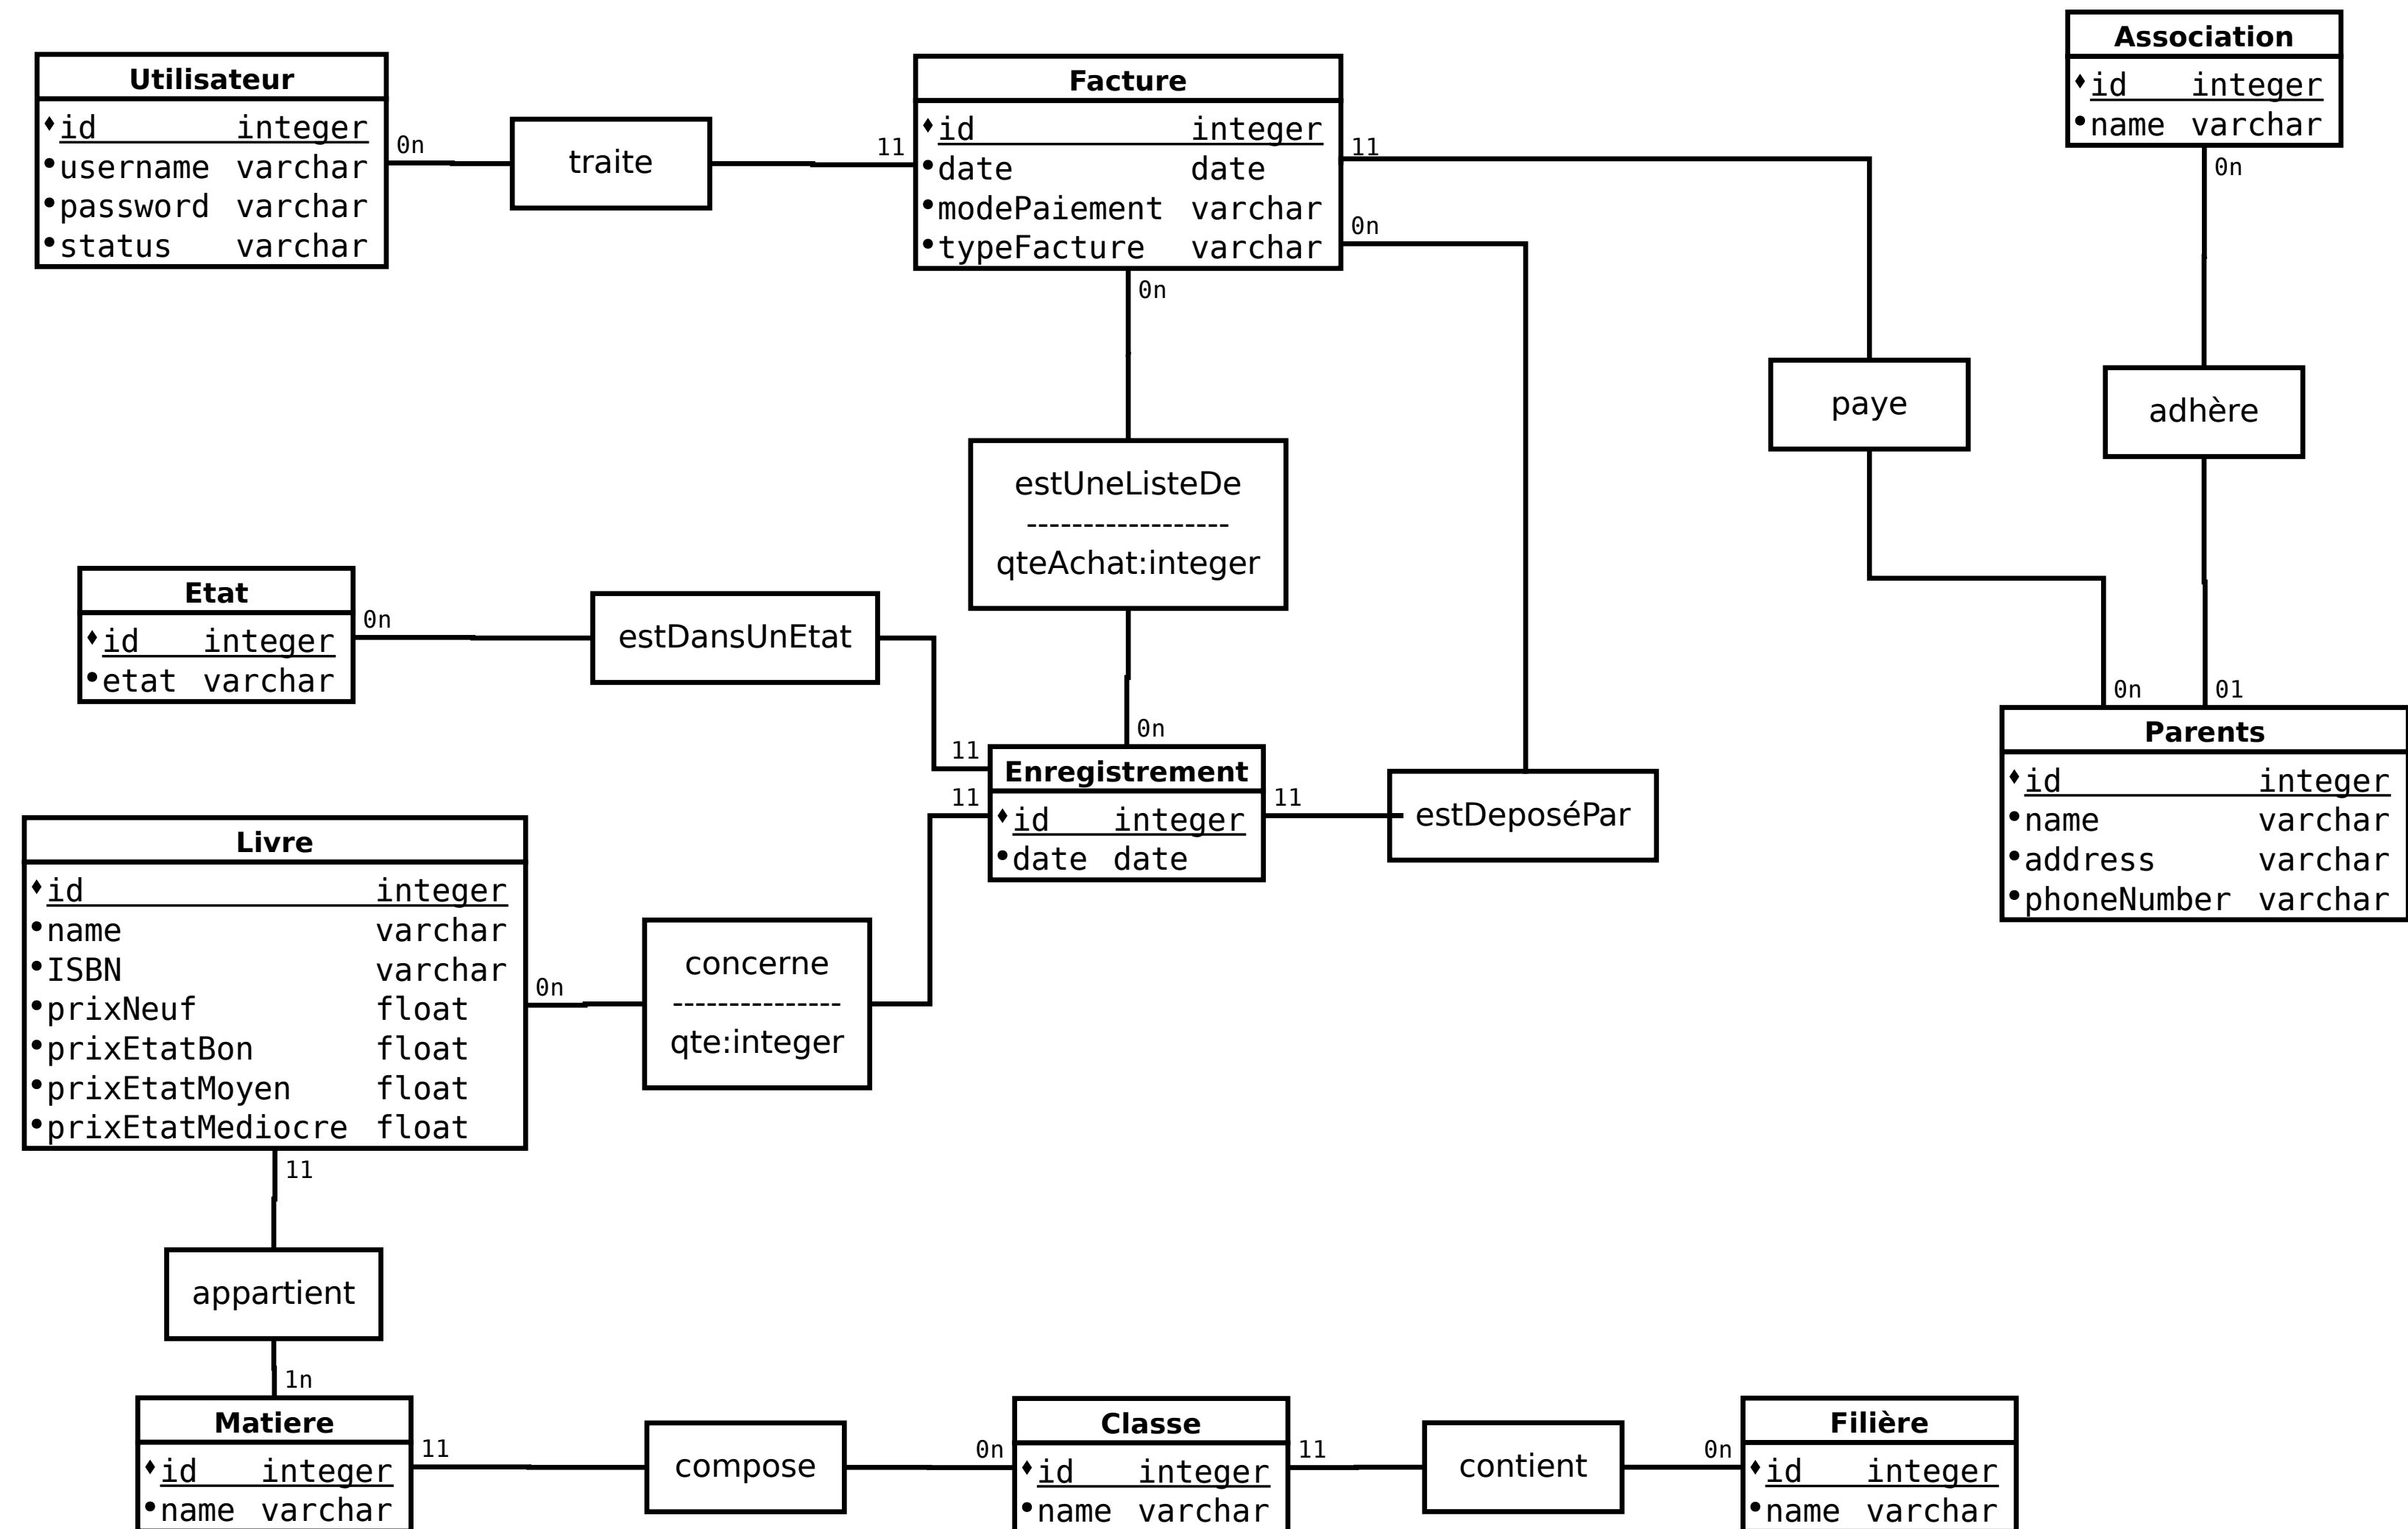 Utilisateur
id integer
username varchar
password varchar
status varchar
0n
traite
11
Facture
id integer
date date
modePaiement varchar
typeFacture varchar
11
0n
0n
Association
id integer
name varchar
0n
paye
adhère
estUneListeDe
------------------
qteAchat:integer
Etat
id integer
etat varchar
0n
estDansUnEtat
11
0n
Enregistrement
id integer
date date
11
11
estDeposéPar
0n
01
Parents
id integer
name varchar
address varchar
phoneNumber varchar
Livre
id integer
name varchar
ISBN varchar
prixNeuf float
prixEtatBon float
prixEtatMoyen float
prixEtatMediocre float
0n
concerne
---------------
qte:integer
11
appartient
1n
Matiere
id integer
name varchar
11
compose
0n
Classe
id integer
name varchar
11
contient
0n
Filière
id integer
name varchar